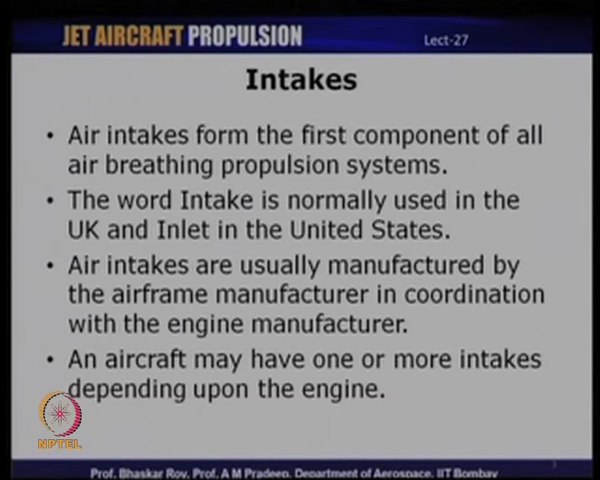 JET AIRCRAFT PROPULSION
Lect-27
Intakes
• Air intakes form the first component of all
air breathing propulsion systems.
• The word Intake is normally used in the
UK and Inlet in the United States.
• Air intakes are usually manufactured by
the airframe manufacturer in coordination
with the engine manufacturer.
• An aircraft may have one or more intakes
depending upon the engine.
NPTEL
Prof. Bhaskar Roy, Prof. A M Pradeep, Department of Aerospace, IIT Bombay